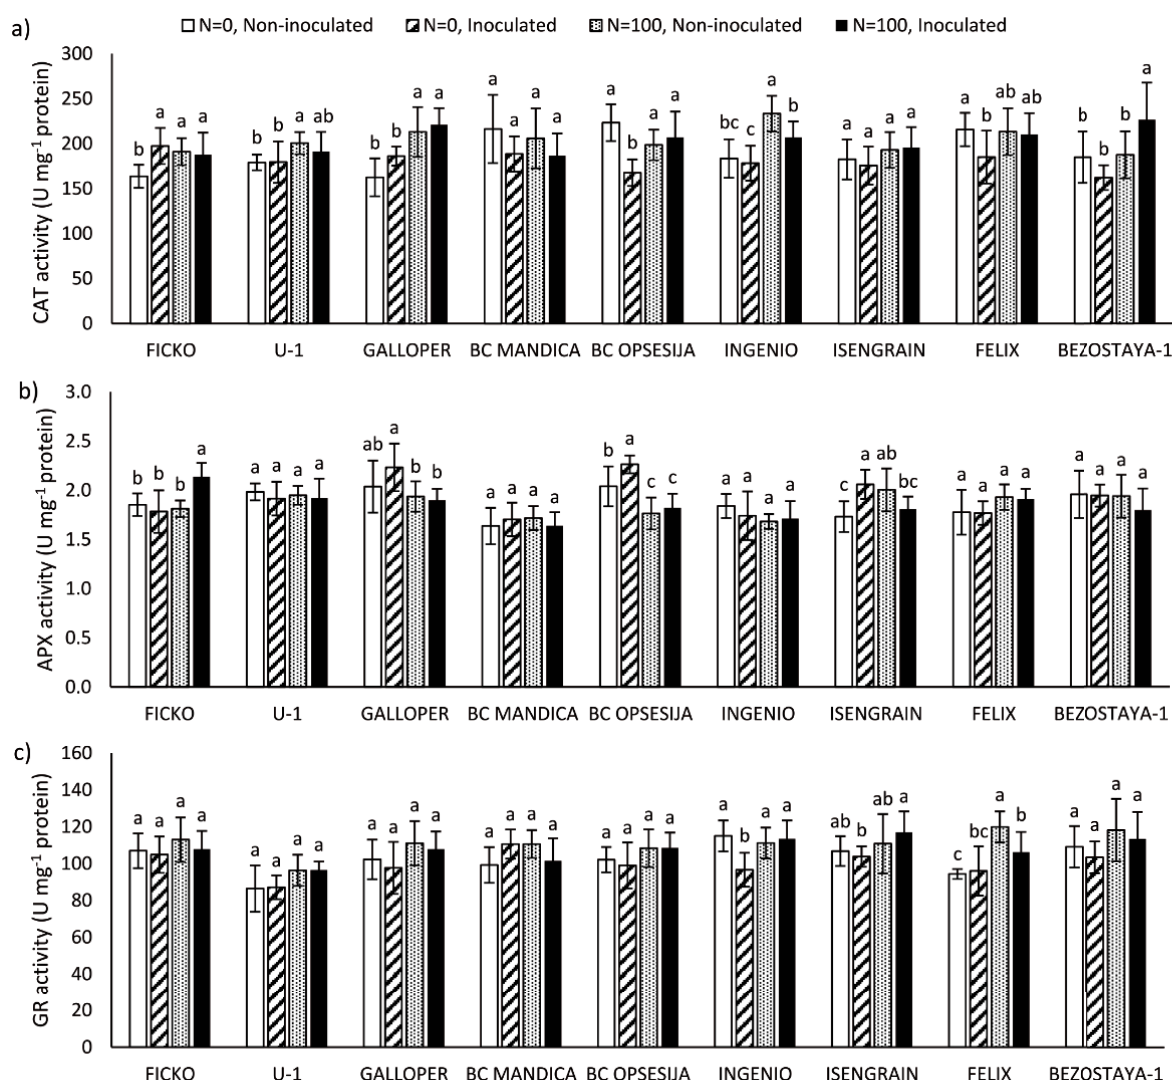 a)
N=0, Non-inoculated N=0, Inoculated N=100, Non-inoculated N=100, Inoculated
CAT activity (U mg-1 protein)
300
250
200
150
100
50
0
b a a a b b a ab b b a a a a a a a b a a bc c a b a a a a a b ab ab b b b a
FICKO U-1 GALLOPER BC MANDICA BC OPSESIJA INGENIO ISENGRAIN FELIX BEZOSTAYA-1
b)
APX activity (U mg-1 protein)
3.0
2.5
2.0
1.5
1.0
0.5
0.0
b b b a a a a a ab a b b a a a a b a c c a a a a c a ab bc a a a a a a a a
FICKO U-1 GALLOPER BC MANDICA BC OPSESIJA INGENIO ISENGRAIN FELIX BEZOSTAYA-1
c)
GR activity (U mg-1 protein)
160
140
120
100
80
60
40
20
0
a a a a a a a a a a a a a a a a a a a a a b a a ab b ab a c bc a b a a a a
FICKO U-1 GALLOPER BC MANDICA BC OPSESIJA INGENIO ISENGRAIN FELIX BEZOSTAYA-1